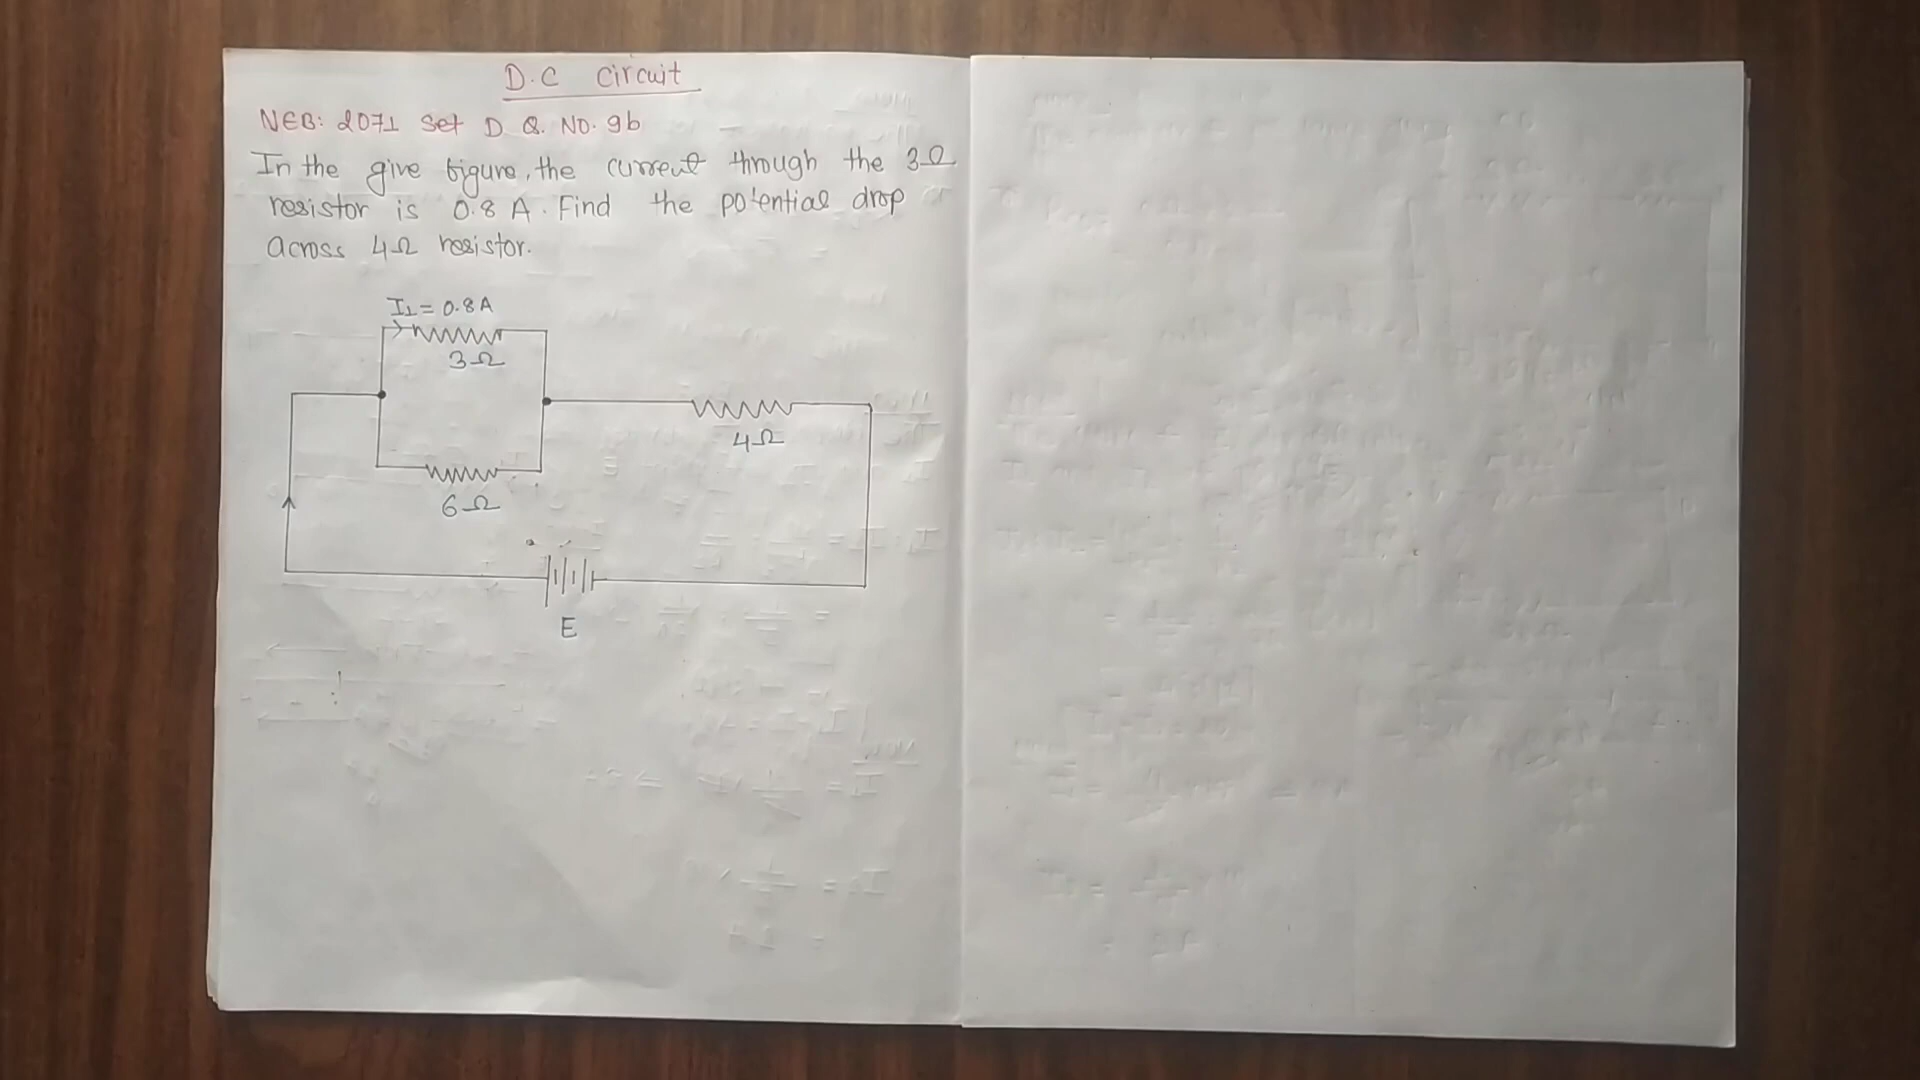 D.C Circuit
NEB: 2071 Set D Q. NO. 9b
In the give figure, the current through the 3Ω
resistor is 0.8 A. Find the potential drop
across 4Ω resistor.
I₁ = 0.8 A
3Ω
4Ω
6Ω
E